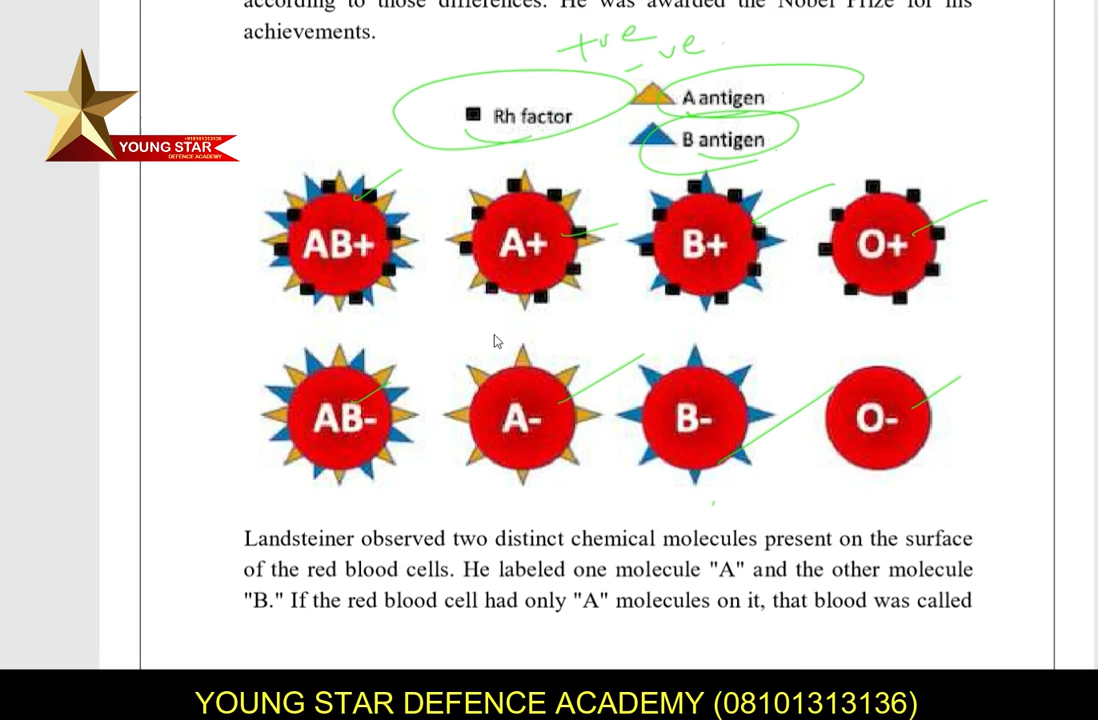 according to those differences. He was awarded the Nobel Prize for his
achievements.
+ve
-ve
A antigen
Rh factor
B antigen
+918101313136
YOUNG STAR
DEFENCE ACADEMY
AB+ A+ B+ O+
AB- A- B- O-
Landsteiner observed two distinct chemical molecules present on the surface
of the red blood cells. He labeled one molecule "A" and the other molecule
"B." If the red blood cell had only "A" molecules on it, that blood was called
YOUNG STAR DEFENCE ACADEMY (08101313136)